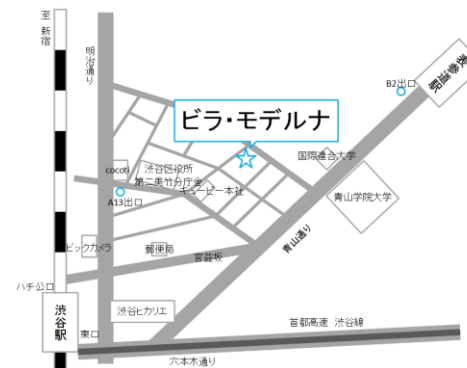 至 新宿
明治通り
表参道駅
B2出口
ビラ・モデルナ
国際連合大学
cocoti
渋谷区役所
第二美竹分庁舎
キューピー本社
A13出口
青山学院大学
青山通り
ビックカメラ
郵便局
宮益坂
ハチ公口
渋谷ヒカリエ
渋谷駅
東口
首都高速 渋谷線
六本木通り